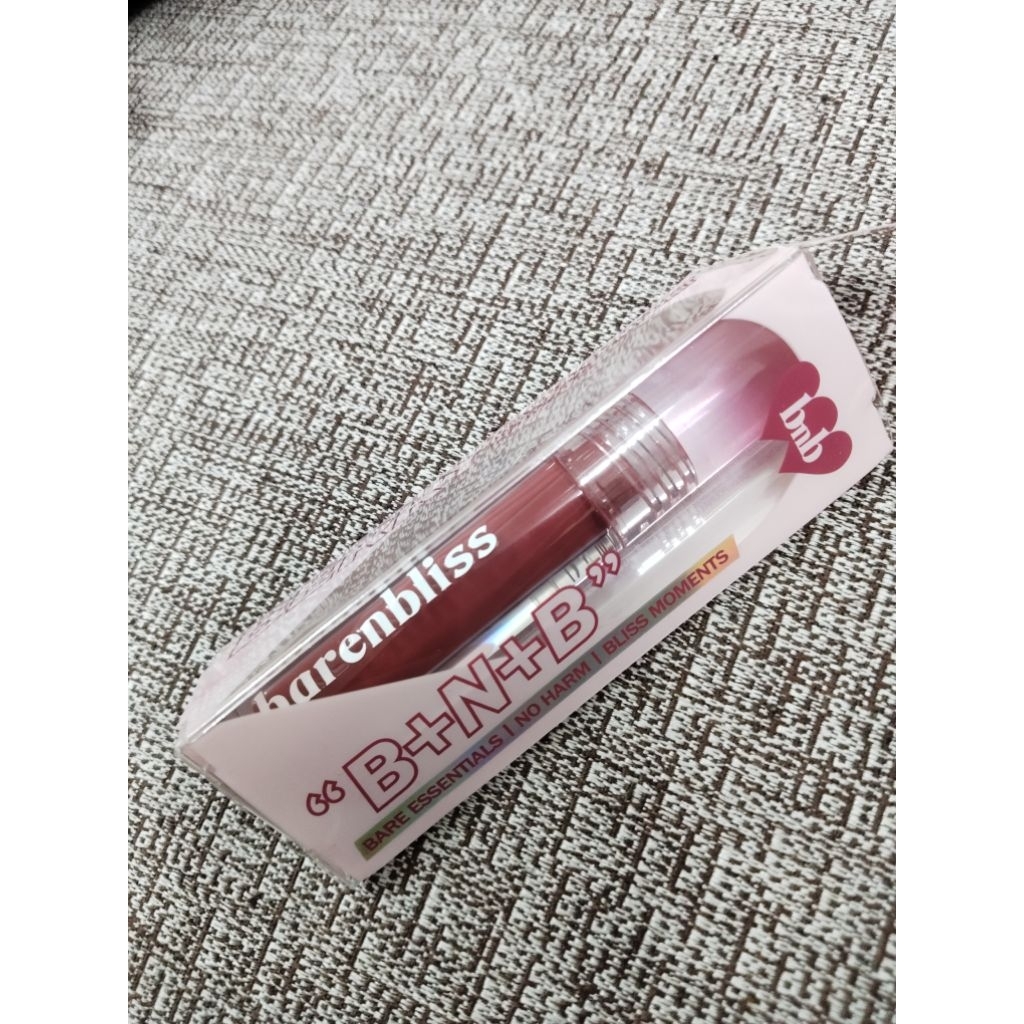 barenbliss
bnb
“B+N+B”
BARE ESSENTIALS | NO HARM | BLISS MOMENTS